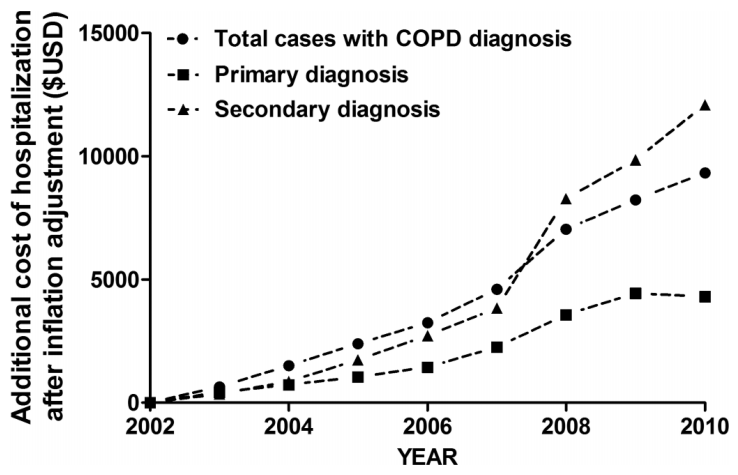 Additional cost of hospitalization
after inflation adjustment ($USD)
15000
10000
5000
0
Total cases with COPD diagnosis
Primary diagnosis
Secondary diagnosis
2002 2004 2006 2008 2010
YEAR